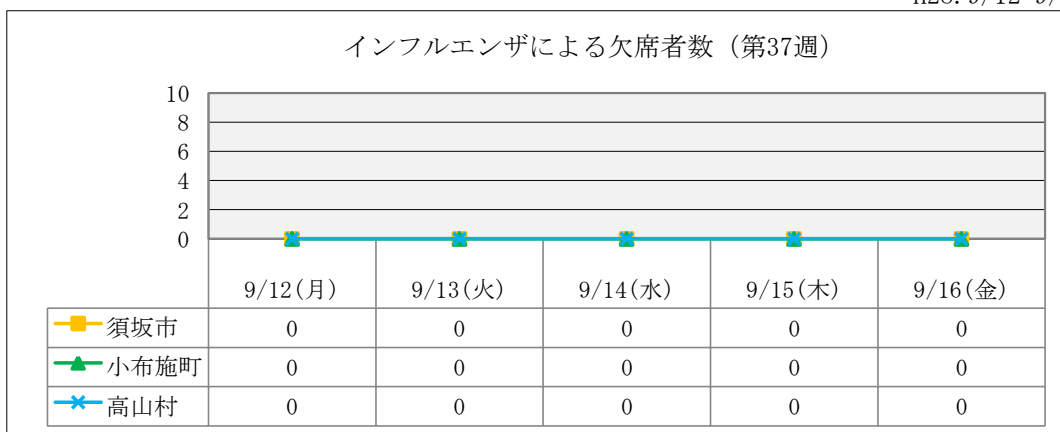 インフルエンザによる欠席者数（第37週）
10
8
6
4
2
0
9/12(月) 9/13(火) 9/14(水) 9/15(木) 9/16(金)
須坂市 0 0 0 0 0
小布施町 0 0 0 0 0
高山村 0 0 0 0 0